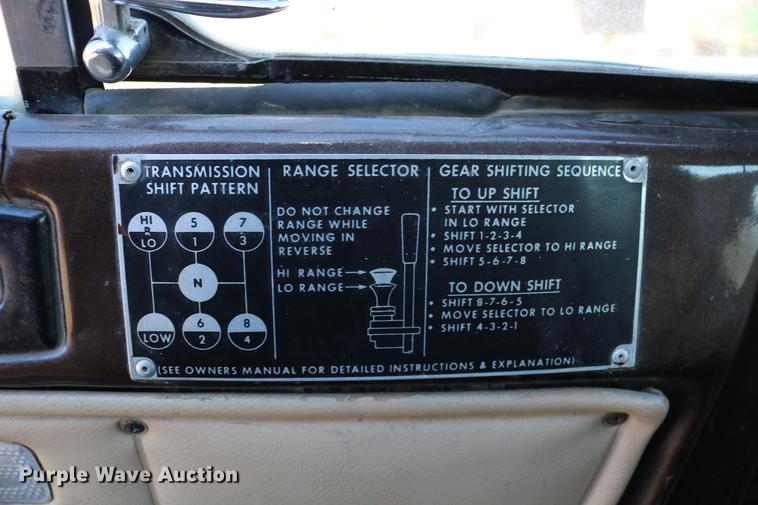 TRANSMISSION
SHIFT PATTERN
HI
R
LO
5
1
7
3
N
LOW
6
2
8
4
RANGE SELECTOR
DO NOT CHANGE
RANGE WHILE
MOVING IN
REVERSE
HI RANGE
LO RANGE
GEAR SHIFTING SEQUENCE
TO UP SHIFT
• START WITH SELECTOR
IN LO RANGE
• SHIFT 1-2-3-4
• MOVE SELECTOR TO HI RANGE
• SHIFT 5-6-7-8
TO DOWN SHIFT
• SHIFT 8-7-6-5
• MOVE SELECTOR TO LO RANGE
• SHIFT 4-3-2-1
(SEE OWNERS MANUAL FOR DETAILED INSTRUCTIONS & EXPLANATION)
Purple Wave Auction